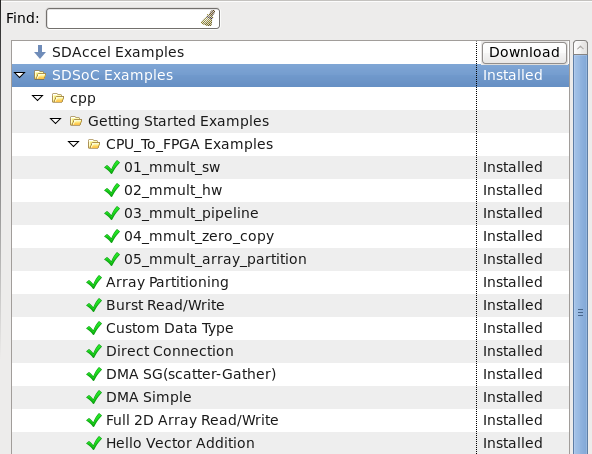 Find:
SDAccel Examples Download
SDSoC Examples Installed
cpp
Getting Started Examples
CPU_To_FPGA Examples
01_mmult_sw Installed
02_mmult_hw Installed
03_mmult_pipeline Installed
04_mmult_zero_copy Installed
05_mmult_array_partition Installed
Array Partitioning Installed
Burst Read/Write Installed
Custom Data Type Installed
Direct Connection Installed
DMA SG(scatter-Gather) Installed
DMA Simple Installed
Full 2D Array Read/Write Installed
Hello Vector Addition Installed